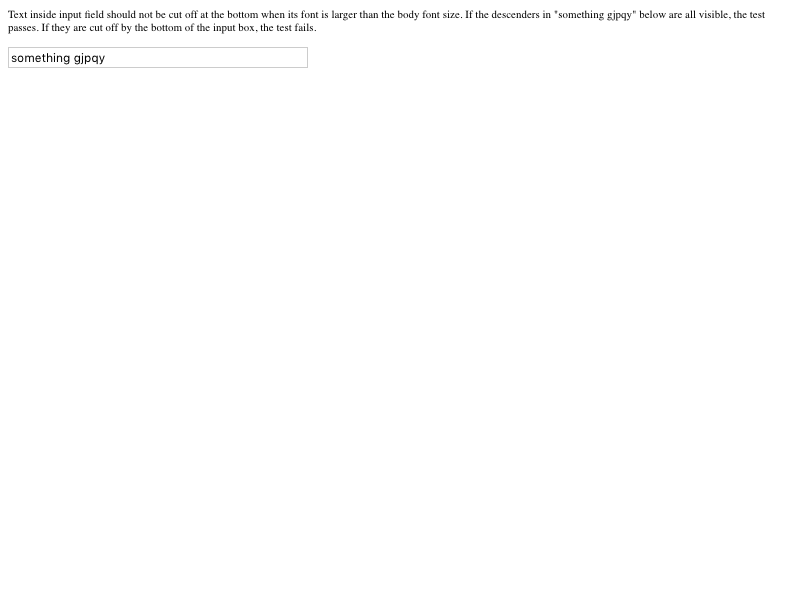 Text inside input field should not be cut off at the bottom when its font is larger than the body font size. If the descenders in "something gjpqy" below are all visible, the test
passes. If they are cut off by the bottom of the input box, the test fails.
something gjpqy